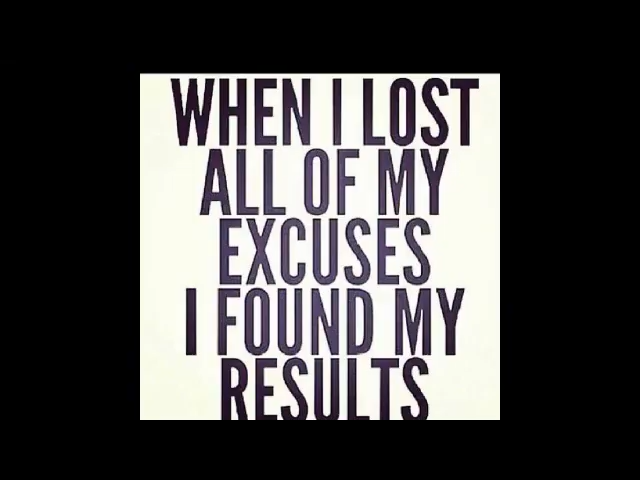 WHEN I LOST
ALL OF MY
EXCUSES
I FOUND MY
RESULTS